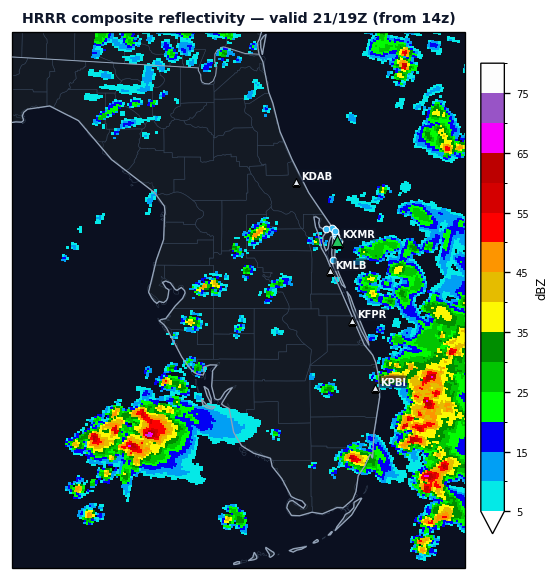 HRRR composite reflectivity — valid 21/19Z (from 14z)
KDAB
KXMR
KMLB
KFPR
KPBI
75
65
55
45
35
25
15
5
dBZ